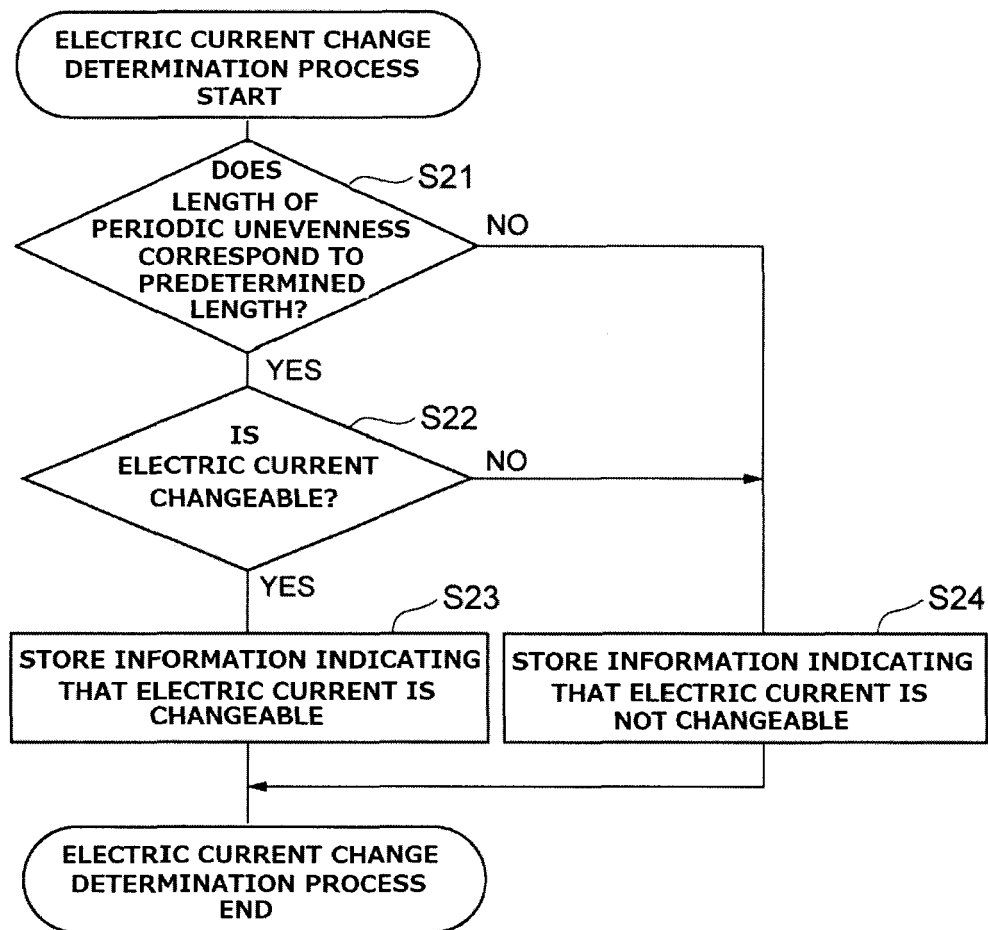 ELECTRIC CURRENT CHANGE
DETERMINATION PROCESS
START
DOES
LENGTH OF
PERIODIC UNEVENNESS
CORRESPOND TO
PREDETERMINED
LENGTH?
S21
NO
YES
IS
ELECTRIC CURRENT
CHANGEABLE?
S22
NO
YES
S23
STORE INFORMATION INDICATING
THAT ELECTRIC CURRENT IS
CHANGEABLE
S24
STORE INFORMATION INDICATING
THAT ELECTRIC CURRENT IS
NOT CHANGEABLE
ELECTRIC CURRENT CHANGE
DETERMINATION PROCESS
END